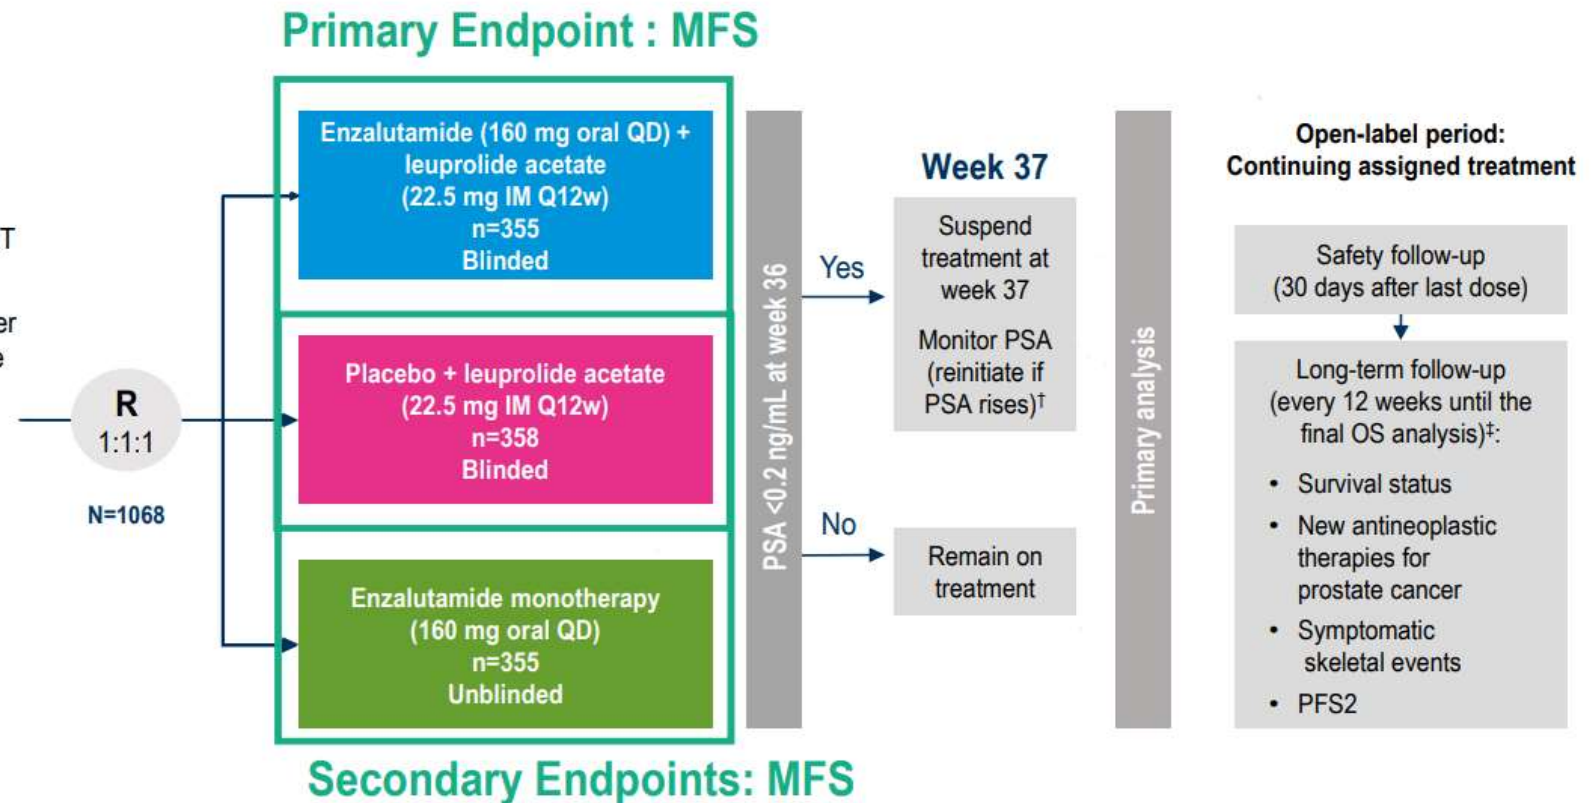 Primary Endpoint : MFS
T
er
e
R
1:1:1
N=1068
Enzalutamide (160 mg oral QD) +
leuprolide acetate
(22.5 mg IM Q12w)
n=355
Blinded
Placebo + leuprolide acetate
(22.5 mg IM Q12w)
n=358
Blinded
Enzalutamide monotherapy
(160 mg oral QD)
n=355
Unblinded
Secondary Endpoints: MFS
PSA <0.2 ng/mL at week 36
Yes
No
Week 37
Suspend
treatment at
week 37
Monitor PSA
(reinitiate if
PSA rises)†
Remain on
treatment
Primary analysis
Open-label period:
Continuing assigned treatment
Safety follow-up
(30 days after last dose)
Long-term follow-up
(every 12 weeks until the
final OS analysis)‡:
• Survival status
• New antineoplastic
therapies for
prostate cancer
• Symptomatic
skeletal events
• PFS2